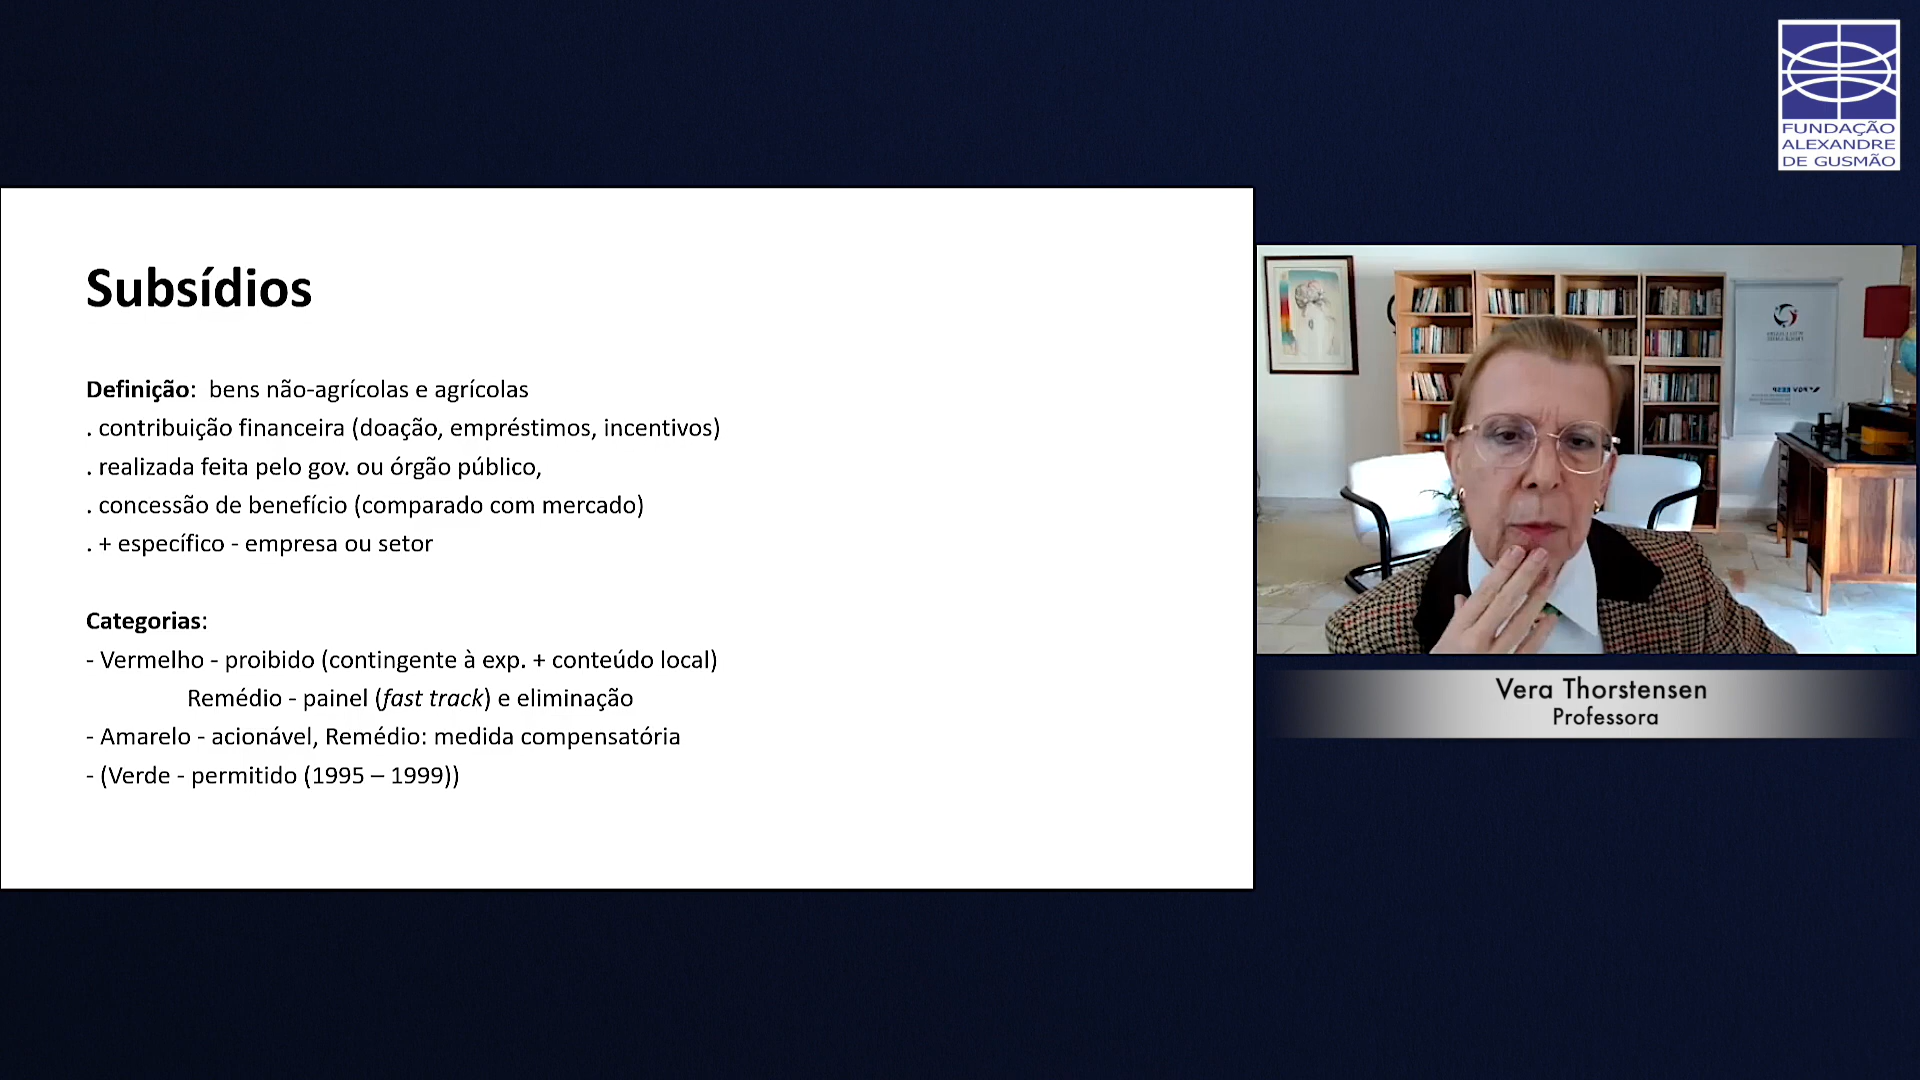 FUNDAÇÃO
ALEXANDRE
DE GUSMÃO
Subsídios
Definição: bens não-agrícolas e agrícolas
. contribuição financeira (doação, empréstimos, incentivos)
. realizada feita pelo gov. ou órgão público,
. concessão de benefício (comparado com mercado)
. + específico - empresa ou setor
Categorias:
- Vermelho - proibido (contingente à exp. + conteúdo local)
Remédio - painel (fast track) e eliminação
- Amarelo - acionável, Remédio: medida compensatória
- (Verde - permitido (1995 – 1999))
FGV EESP
Vera Thorstensen
Professora